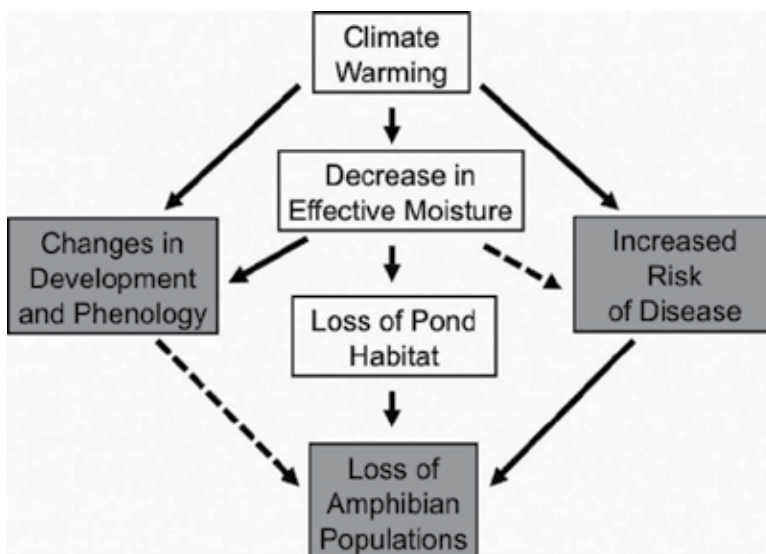 Climate
Warming
Decrease in
Effective Moisture
Changes in
Development
and Phenology
Increased
Risk
of Disease
Loss of Pond
Habitat
Loss of
Amphibian
Populations